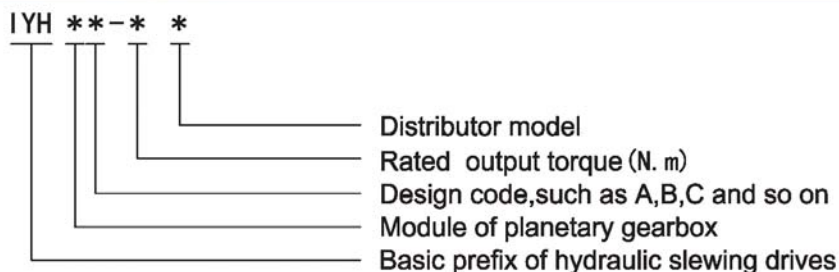 IYH **-* *
Distributor model
Rated output torque(N.m)
Design code,such as A,B,C and so on
Module of planetary gearbox
Basic prefix of hydraulic slewing drives